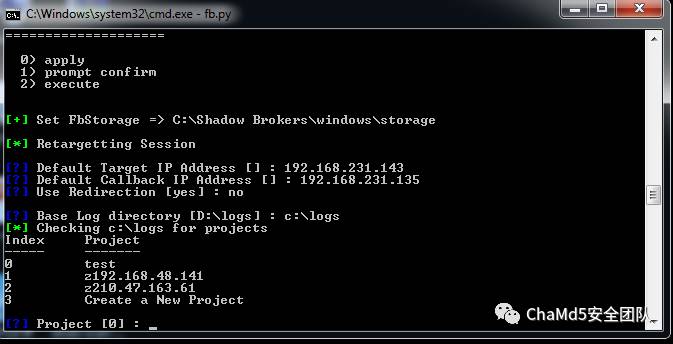 C:\Windows\system32\cmd.exe - fb.py
====================
0) apply
1) prompt confirm
2) execute
[+] Set FbStorage => C:\Shadow Brokers\windows\storage
[*] Retargetting Session
[?] Default Target IP Address [] : 192.168.231.143
[?] Default Callback IP Address [] : 192.168.231.135
[?] Use Redirection [yes] : no
[?] Base Log directory [D:\logs] : c:\logs
[*] Checking c:\logs for projects
Index Project
----- -------
0 test
1 z192.168.48.141
2 z210.47.163.61
3 Create a New Project
[?] Project [0] : _
ChaMd5安全团队